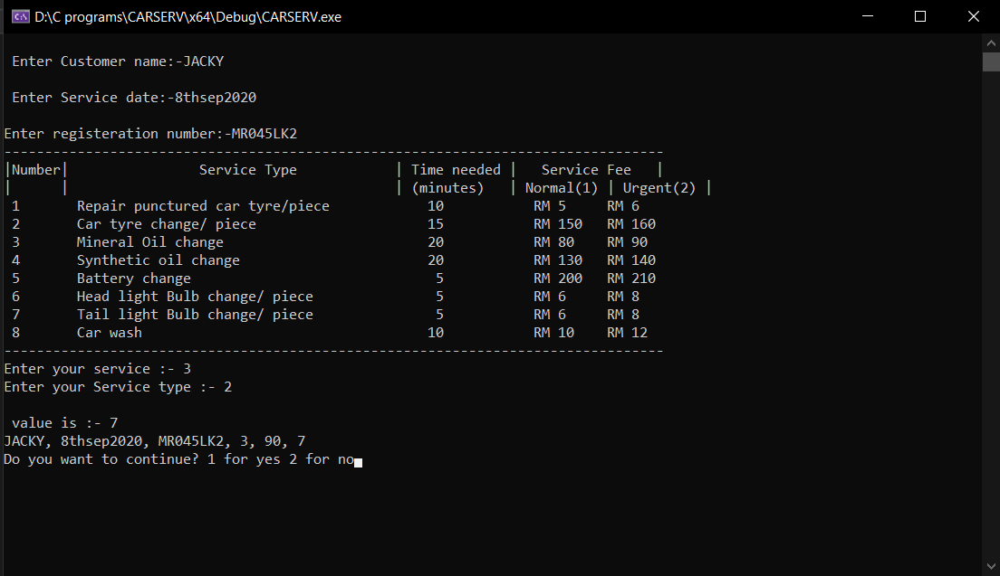 D:\C programs\CARSERV\x64\Debug\CARSERV.exe
Enter Customer name:-JACKY
Enter Service date:-8thsep2020
Enter registeration number:-MR045LK2
---------------------------------------------------------------------------------
|Number|                Service Type            | Time needed |   Service Fee   |
|      |                                        | (minutes)   | Normal(1) | Urgent(2) |
1       Repair punctured car tyre/piece            10           RM 5     RM 6
2       Car tyre change/ piece                     15           RM 150   RM 160
3       Mineral Oil change                         20           RM 80    RM 90
4       Synthetic oil change                       20           RM 130   RM 140
5       Battery change                              5           RM 200   RM 210
6       Head light Bulb change/ piece               5           RM 6     RM 8
7       Tail light Bulb change/ piece               5           RM 6     RM 8
8       Car wash                                   10           RM 10    RM 12
---------------------------------------------------------------------------------
Enter your service :- 3
Enter your Service type :- 2
value is :- 7
JACKY, 8thsep2020, MR045LK2, 3, 90, 7
Do you want to continue? 1 for yes 2 for no